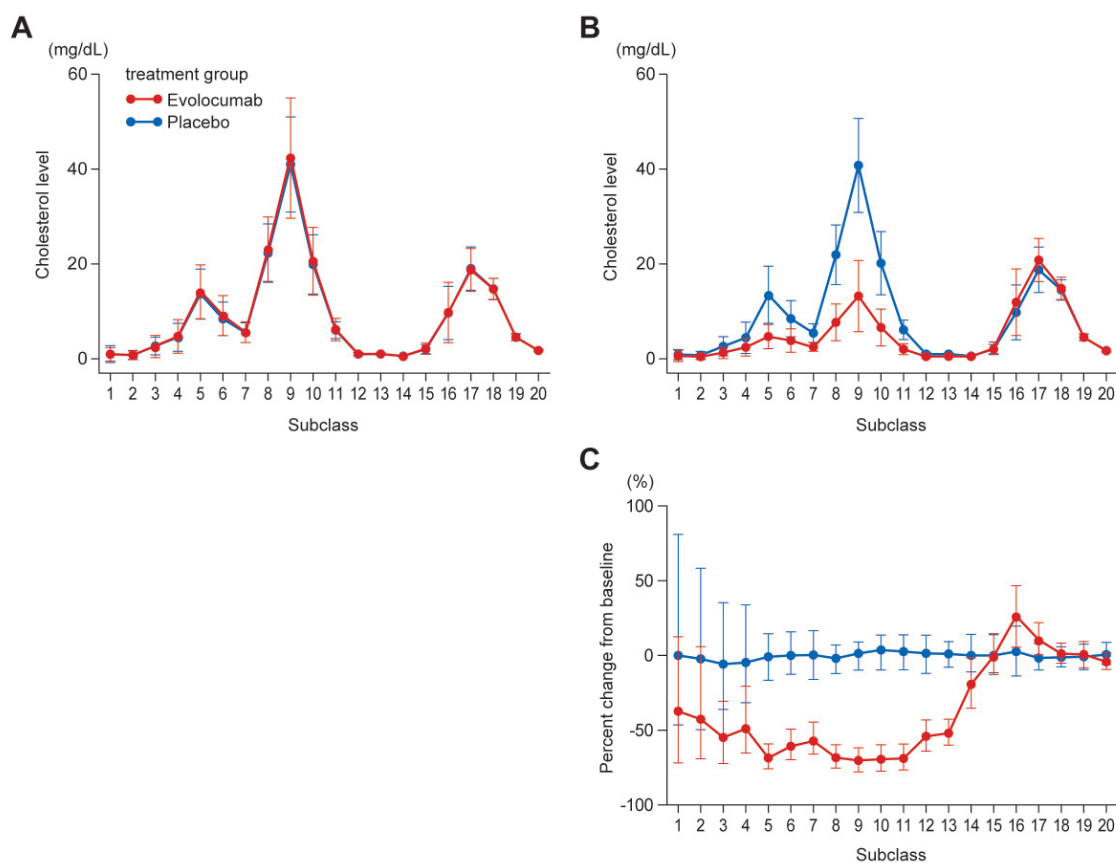 A
(mg/dL)
60
40
20
0
Cholesterol level
treatment group
Evolocumab
Placebo
1 2 3 4 5 6 7 8 9 10 11 12 13 14 15 16 17 18 19 20
Subclass
B
(mg/dL)
60
40
20
0
Cholesterol level
1 2 3 4 5 6 7 8 9 10 11 12 13 14 15 16 17 18 19 20
Subclass
C
(%)
100
50
0
-50
-100
Percent change from baseline
1 2 3 4 5 6 7 8 9 10 11 12 13 14 15 16 17 18 19 20
Subclass